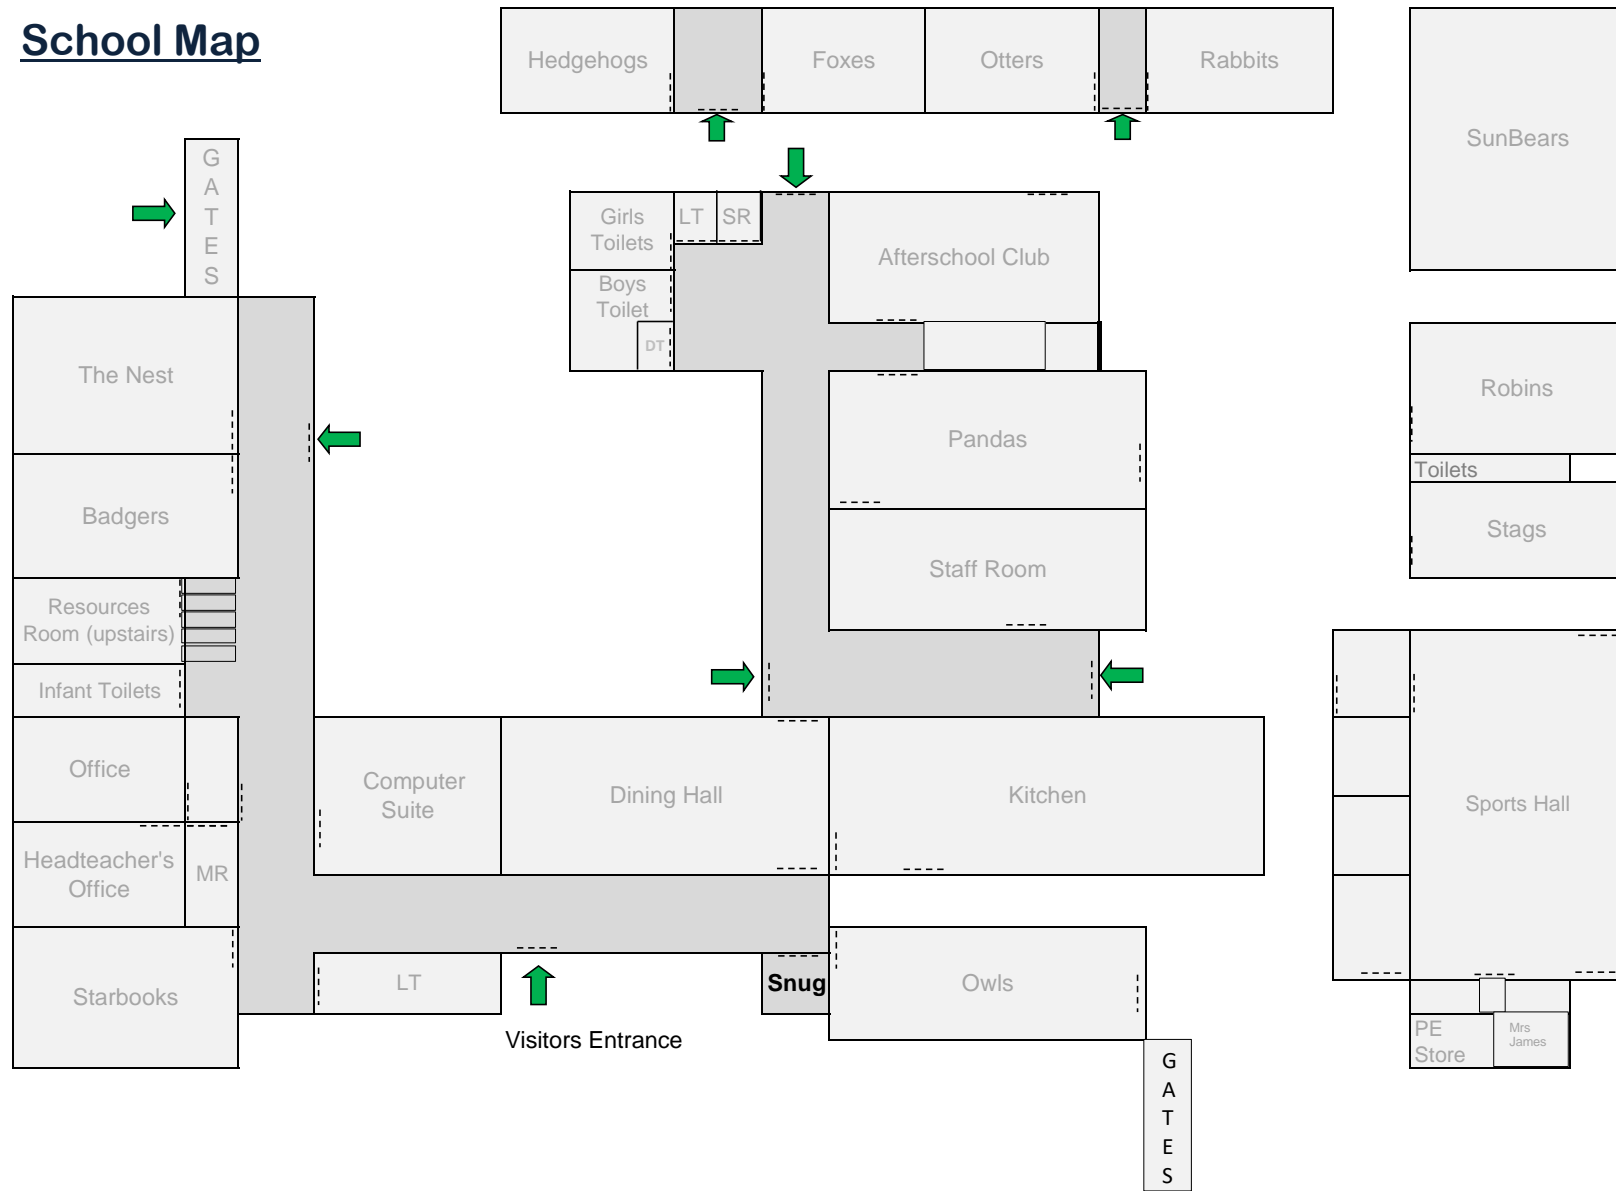 School Map
Hedgehogs
Foxes
Otters
Rabbits
SunBears
G
A
T
E
S
Girls
Toilets
LT
SR
Afterschool Club
Boys
Toilet
DT
The Nest
Pandas
Robins
Toilets
Badgers
Staff Room
Stags
Resources
Room (upstairs)
Infant Toilets
Office
Computer
Suite
Dining Hall
Kitchen
Sports Hall
Headteacher's
Office
MR
Starbooks
LT
Snug
Owls
Visitors Entrance
PE
Store
Mrs
James
G
A
T
E
S